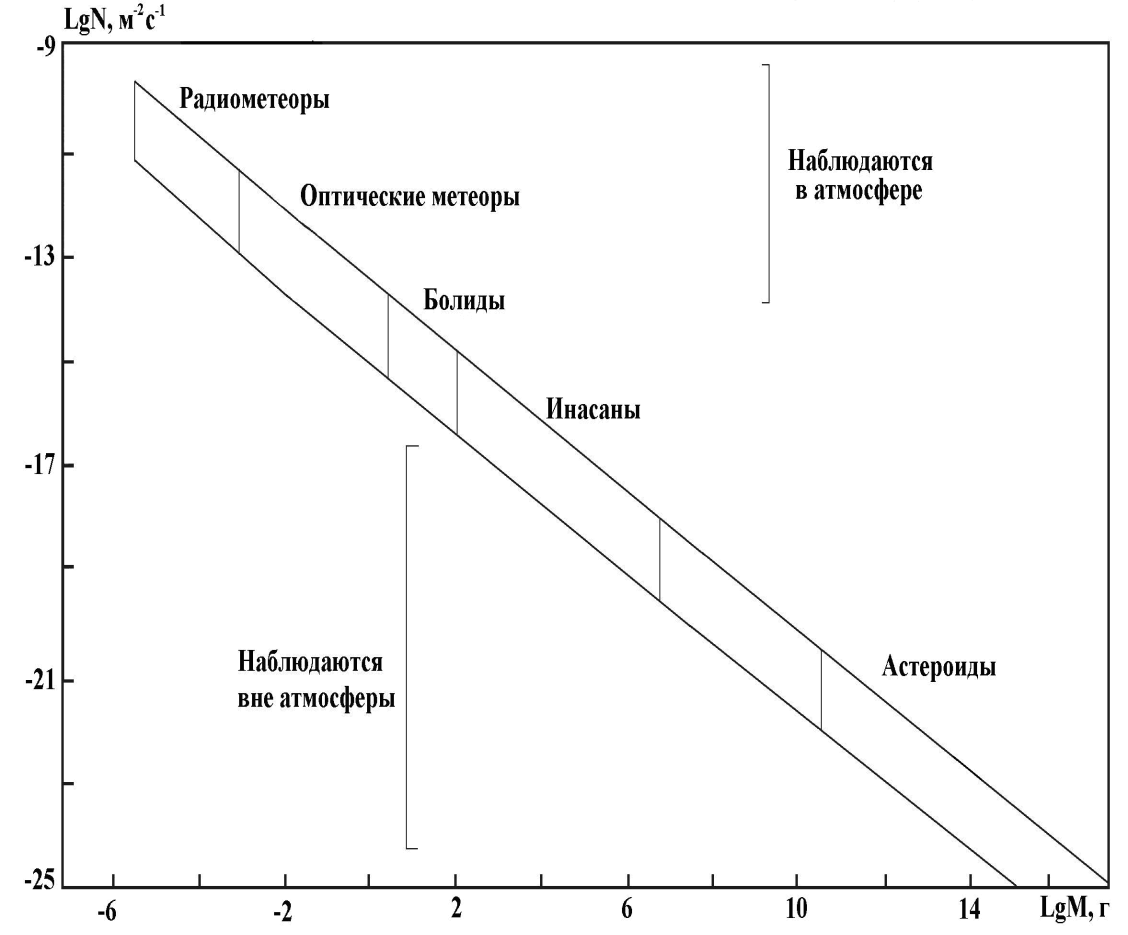 LgN, м⁻²с⁻¹
-9
Радиометеоры
Наблюдаются
в атмосфере
Оптические метеоры
-13
Болиды
Инасаны
-17
Наблюдаются
вне атмосферы
Астероиды
-21
-25
-6 -2 2 6 10 14 LgM, г